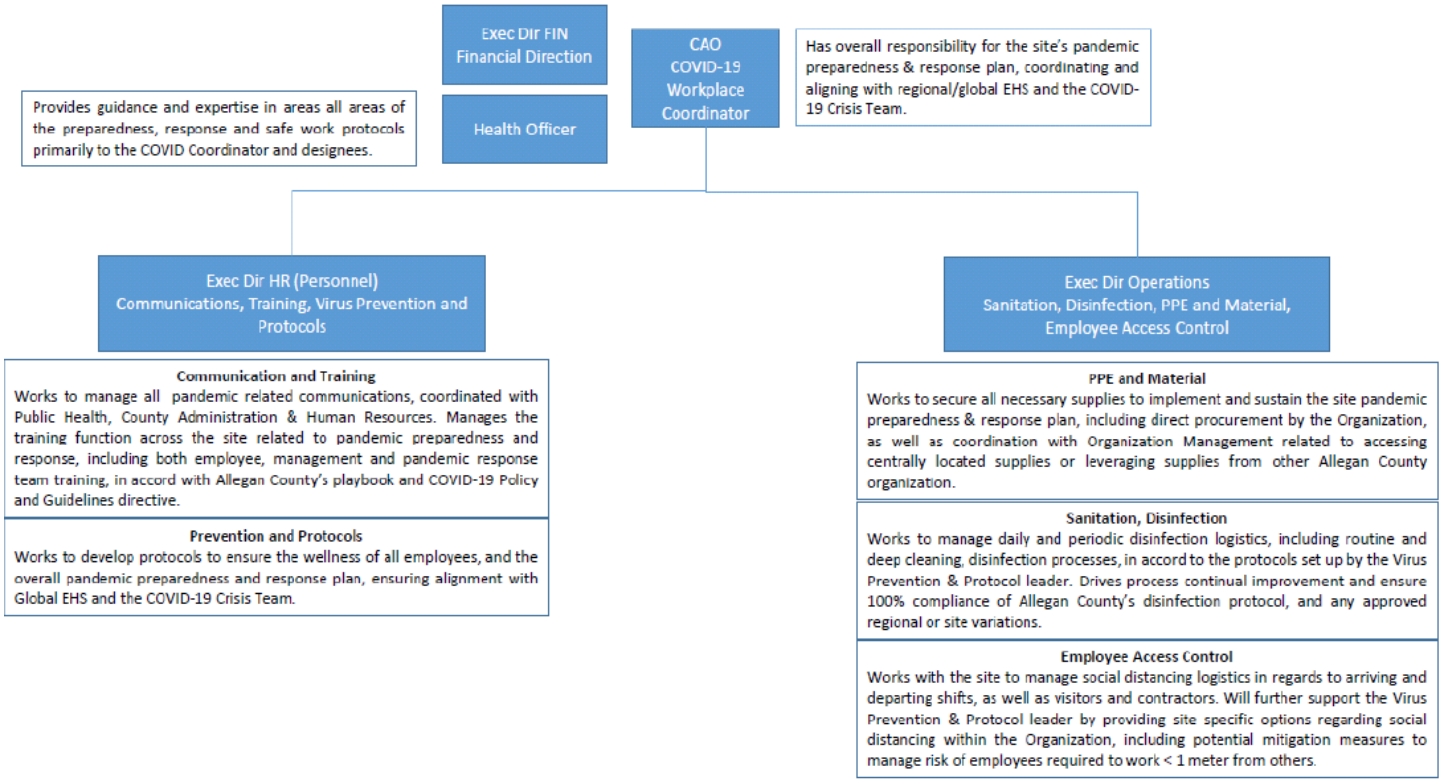 Exec Dir FIN
Financial Direction
CAO
COVID-19
Workplace
Coordinator
Has overall responsibility for the site's pandemic
preparedness & response plan, coordinating and
aligning with regional/global EHS and the COVID-
19 Crisis Team.
Provides guidance and expertise in areas all areas of
the preparedness, response and safe work protocols
primarily to the COVID Coordinator and designees.
Health Officer
Exec Dir HR (Personnel)
Communications, Training, Virus Prevention and
Protocols
Communication and Training
Works to manage all pandemic related communications, coordinated with
Public Health, County Administration & Human Resources. Manages the
training function across the site related to pandemic preparedness and
response, including both employee, management and pandemic response
team training, in accord with Allegan County's playbook and COVID-19 Policy
and Guidelines directive.
Prevention and Protocols
Works to develop protocols to ensure the wellness of all employees, and the
overall pandemic preparedness and response plan, ensuring alignment with
Global EHS and the COVID-19 Crisis Team.
Exec Dir Operations
Sanitation, Disinfection, PPE and Material,
Employee Access Control
PPE and Material
Works to secure all necessary supplies to implement and sustain the site pandemic
preparedness & response plan, including direct procurement by the Organization,
as well as coordination with Organization Management related to accessing
centrally located supplies or leveraging supplies from other Allegan County
organization.
Sanitation, Disinfection
Works to manage daily and periodic disinfection logistics, including routine and
deep cleaning, disinfection processes, in accord to the protocols set up by the Virus
Prevention & Protocol leader. Drives process continual improvement and ensure
100% compliance of Allegan County's disinfection protocol, and any approved
regional or site variations.
Employee Access Control
Works with the site to manage social distancing logistics in regards to arriving and
departing shifts, as well as visitors and contractors. Will further support the Virus
Prevention & Protocol leader by providing site specific options regarding social
distancing within the Organization, including potential mitigation measures to
manage risk of employees required to work < 1 meter from others.